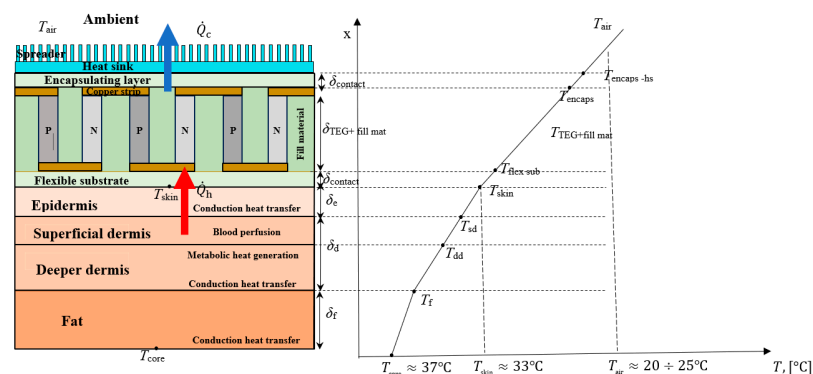 Ambient
T_air
Q̇_c
Spreader
Heat sink
Encapsulating layer
Copper strip
P
N
P
N
P
N
Fill material
Flexible substrate
T_skin
Q̇_h
Epidermis
Conduction heat transfer
Superficial dermis
Blood perfusion
Metabolic heat generation
Deeper dermis
Conduction heat transfer
Fat
Conduction heat transfer
T_core
δ_contact
δ_TEG+ fill mat
δ_contact
δ_e
δ_d
δ_f
x
T_air
T_encaps -hs
T_encaps
T_TEG+fill mat
T_flex sub
T_skin
T_sd
T_dd
T_f
T_core ≈ 37°C
T_skin ≈ 33°C
T_air ≈ 20 ÷ 25°C
T, [°C]